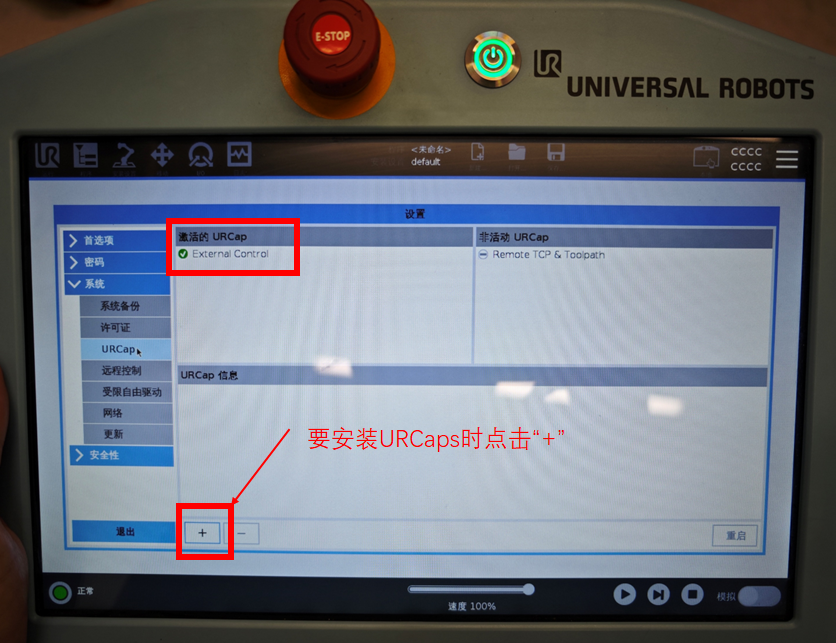 E-STOP
UR
UNIVERSAL ROBOTS
UR
<未命名>
default
CCCC
CCCC
设置
首选项
密码
系统
系统备份
许可证
URCap
远程控制
受限自由驱动
网络
更新
安全性
退出
激活的 URCap
External Control
非活动 URCap
Remote TCP & Toolpath
URCap 信息
要安装URCaps时点击“+”
+
−
重启
正常
速度 100%
模拟